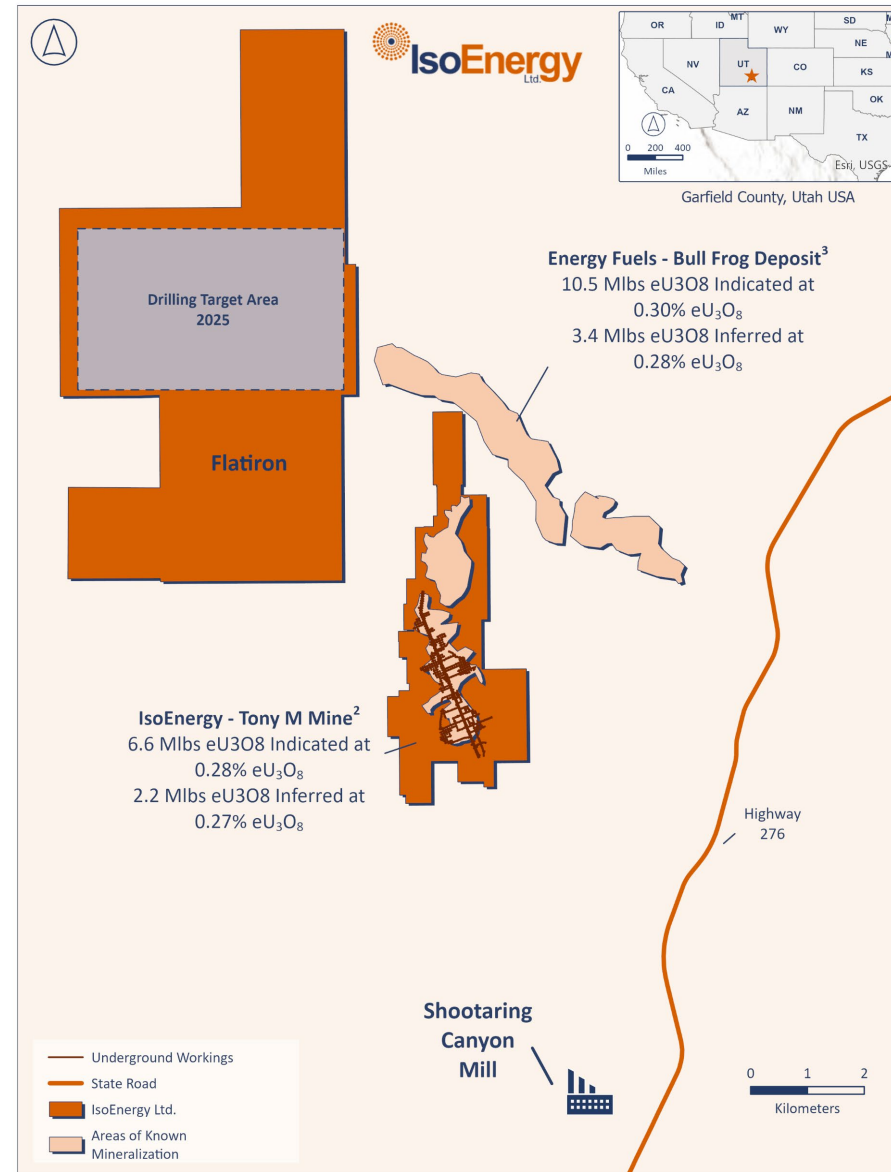 IsoEnergy
Ltd.
OR
ID
MT
WY
SD
NE
NV
UT
CO
KS
CA
AZ
NM
OK
TX
0 200 400
Miles
Esri, USGS
Garfield County, Utah USA
Energy Fuels - Bull Frog Deposit³
10.5 Mlbs eU3O8 Indicated at
0.30% eU₃O₈
3.4 Mlbs eU3O8 Inferred at
0.28% eU₃O₈
Drilling Target Area
2025
Flatiron
IsoEnergy - Tony M Mine²
6.6 Mlbs eU3O8 Indicated at
0.28% eU₃O₈
2.2 Mlbs eU3O8 Inferred at
0.27% eU₃O₈
Highway
276
Shootaring
Canyon
Mill
Underground Workings
State Road
IsoEnergy Ltd.
Areas of Known
Mineralization
0 1 2
Kilometers